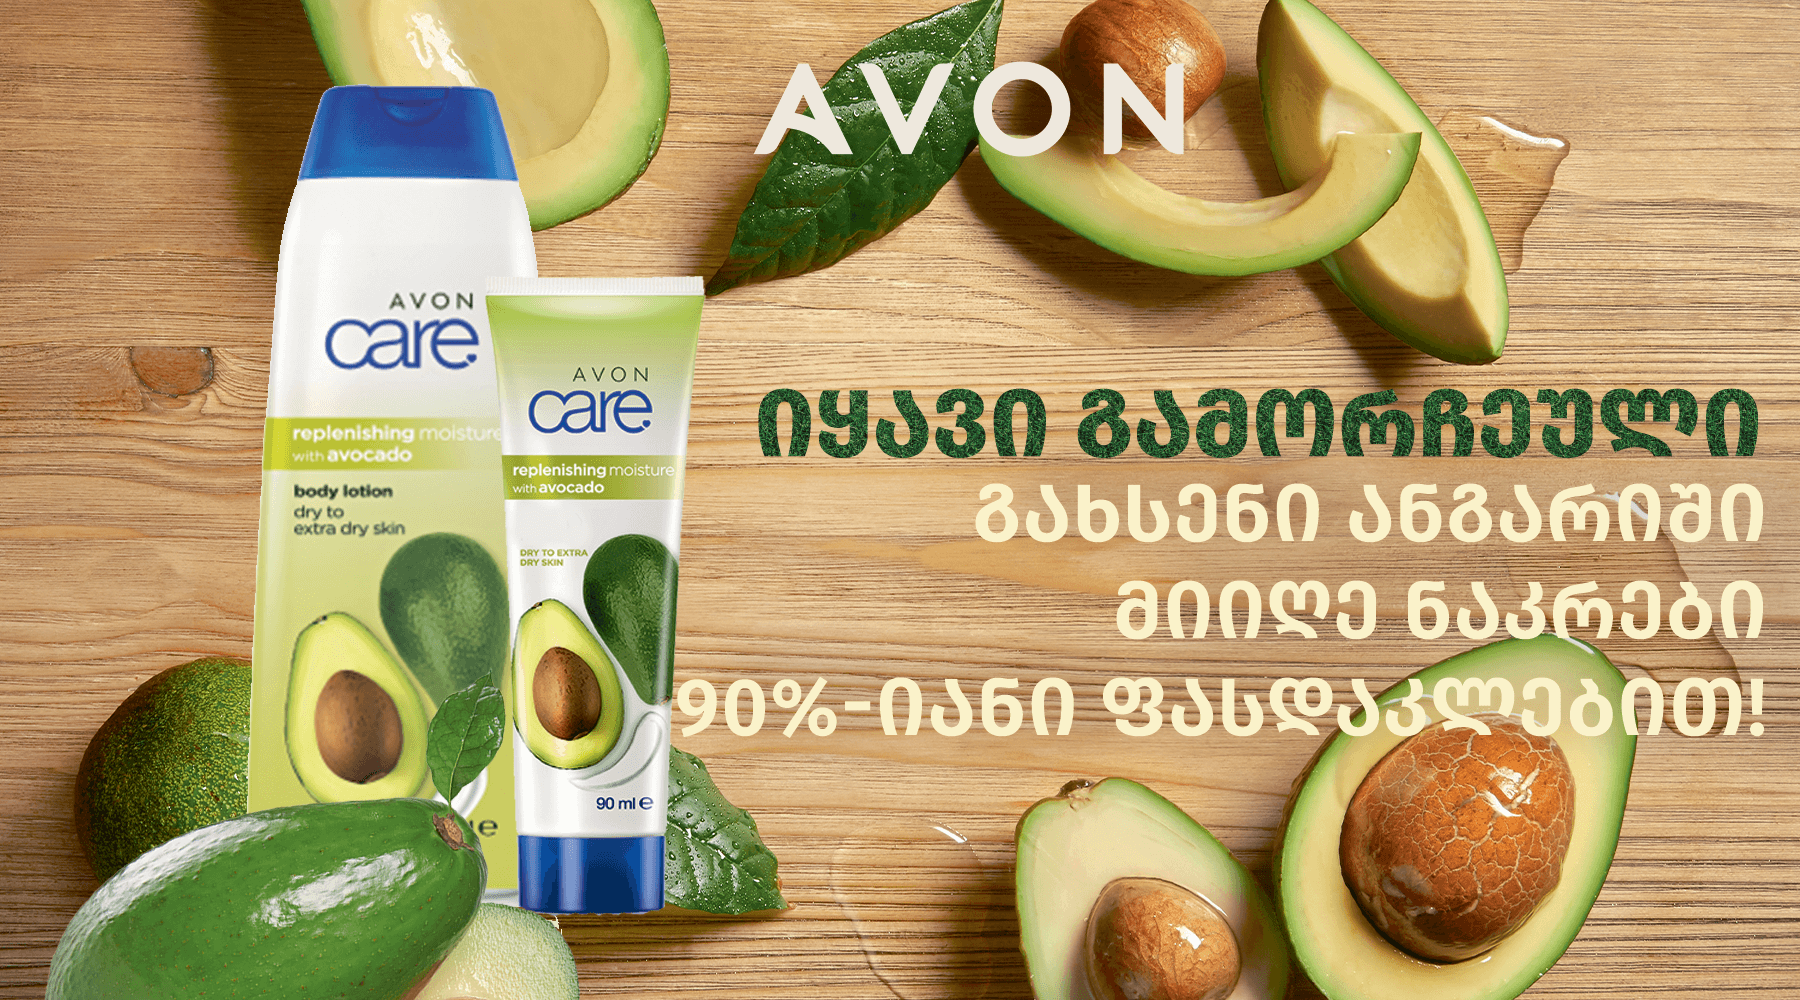 AVON
AVON
care.
replenishing moisture
with avocado
body lotion
dry to
extra dry skin
AVON
care.
replenishing moisture
with avocado
DRY TO EXTRA
DRY SKIN
90 ml e
იყავი გამორჩეული
გახსენი ანგარიში
მიიღე ნაკრები
90%-იანი ფასდაკლებით!